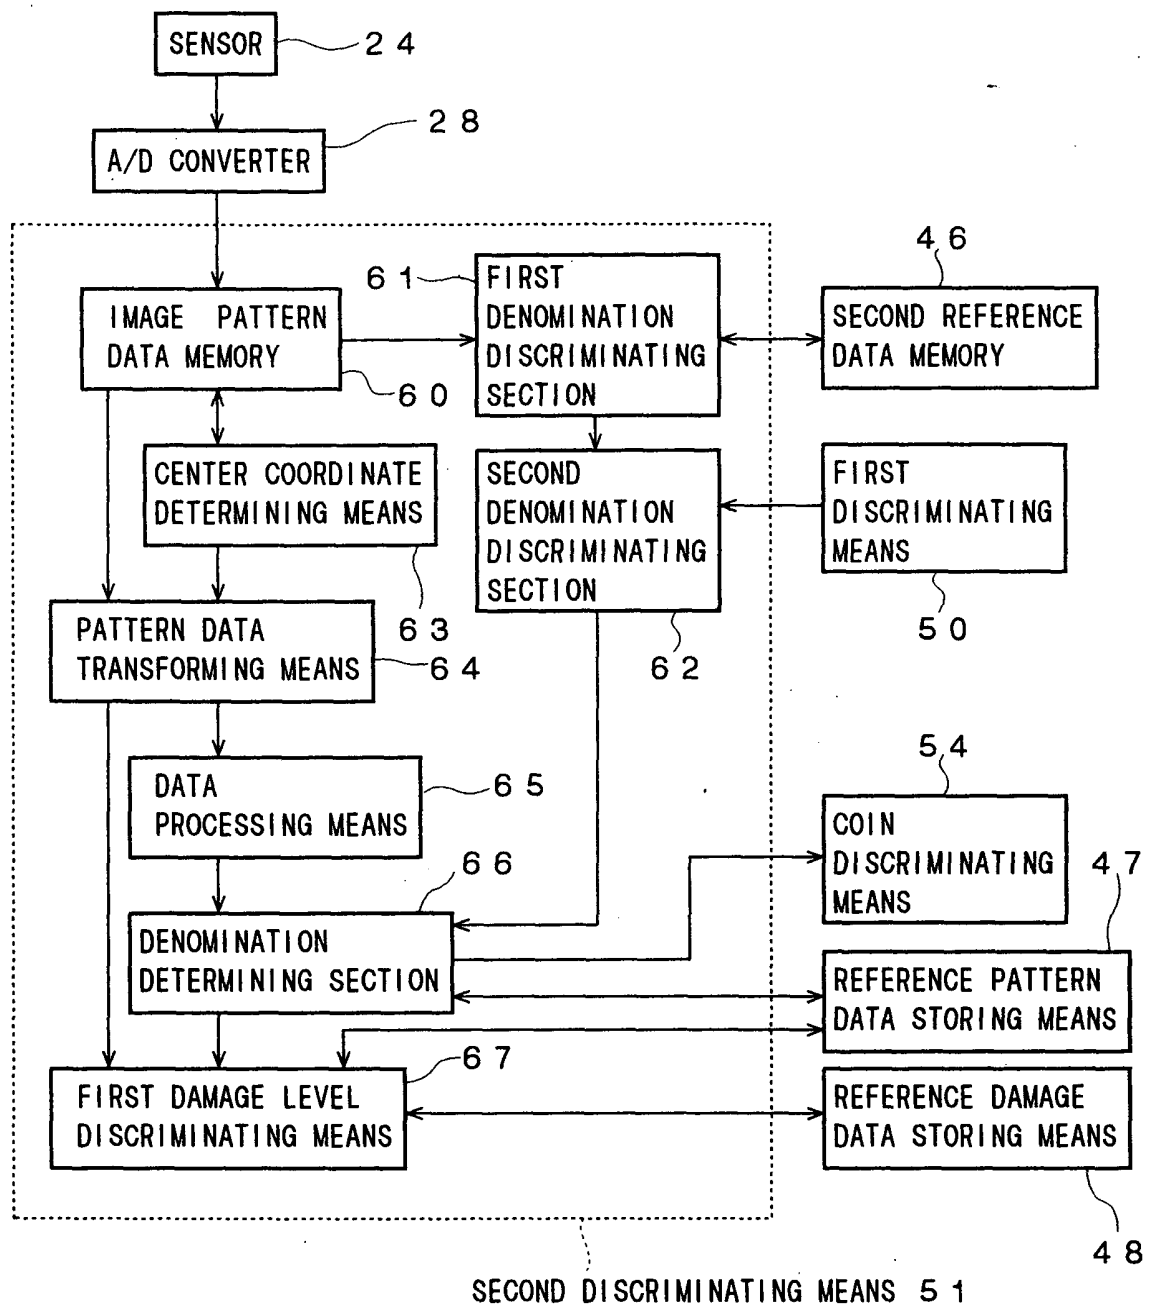 SENSOR
24
A/D CONVERTER
28
IMAGE PATTERN
DATA MEMORY
60
61
FIRST
DENOMINATION
DISCRIMINATING
SECTION
46
SECOND REFERENCE
DATA MEMORY
CENTER COORDINATE
DETERMINING MEANS
63
SECOND
DENOMINATION
DISCRIMINATING
SECTION
62
FIRST
DISCRIMINATING
MEANS
50
PATTERN DATA
TRANSFORMING MEANS
64
DATA
PROCESSING MEANS
65
54
COIN
DISCRIMINATING
MEANS
66
DENOMINATION
DETERMINING SECTION
47
REFERENCE PATTERN
DATA STORING MEANS
67
FIRST DAMAGE LEVEL
DISCRIMINATING MEANS
REFERENCE DAMAGE
DATA STORING MEANS
48
SECOND DISCRIMINATING MEANS 51